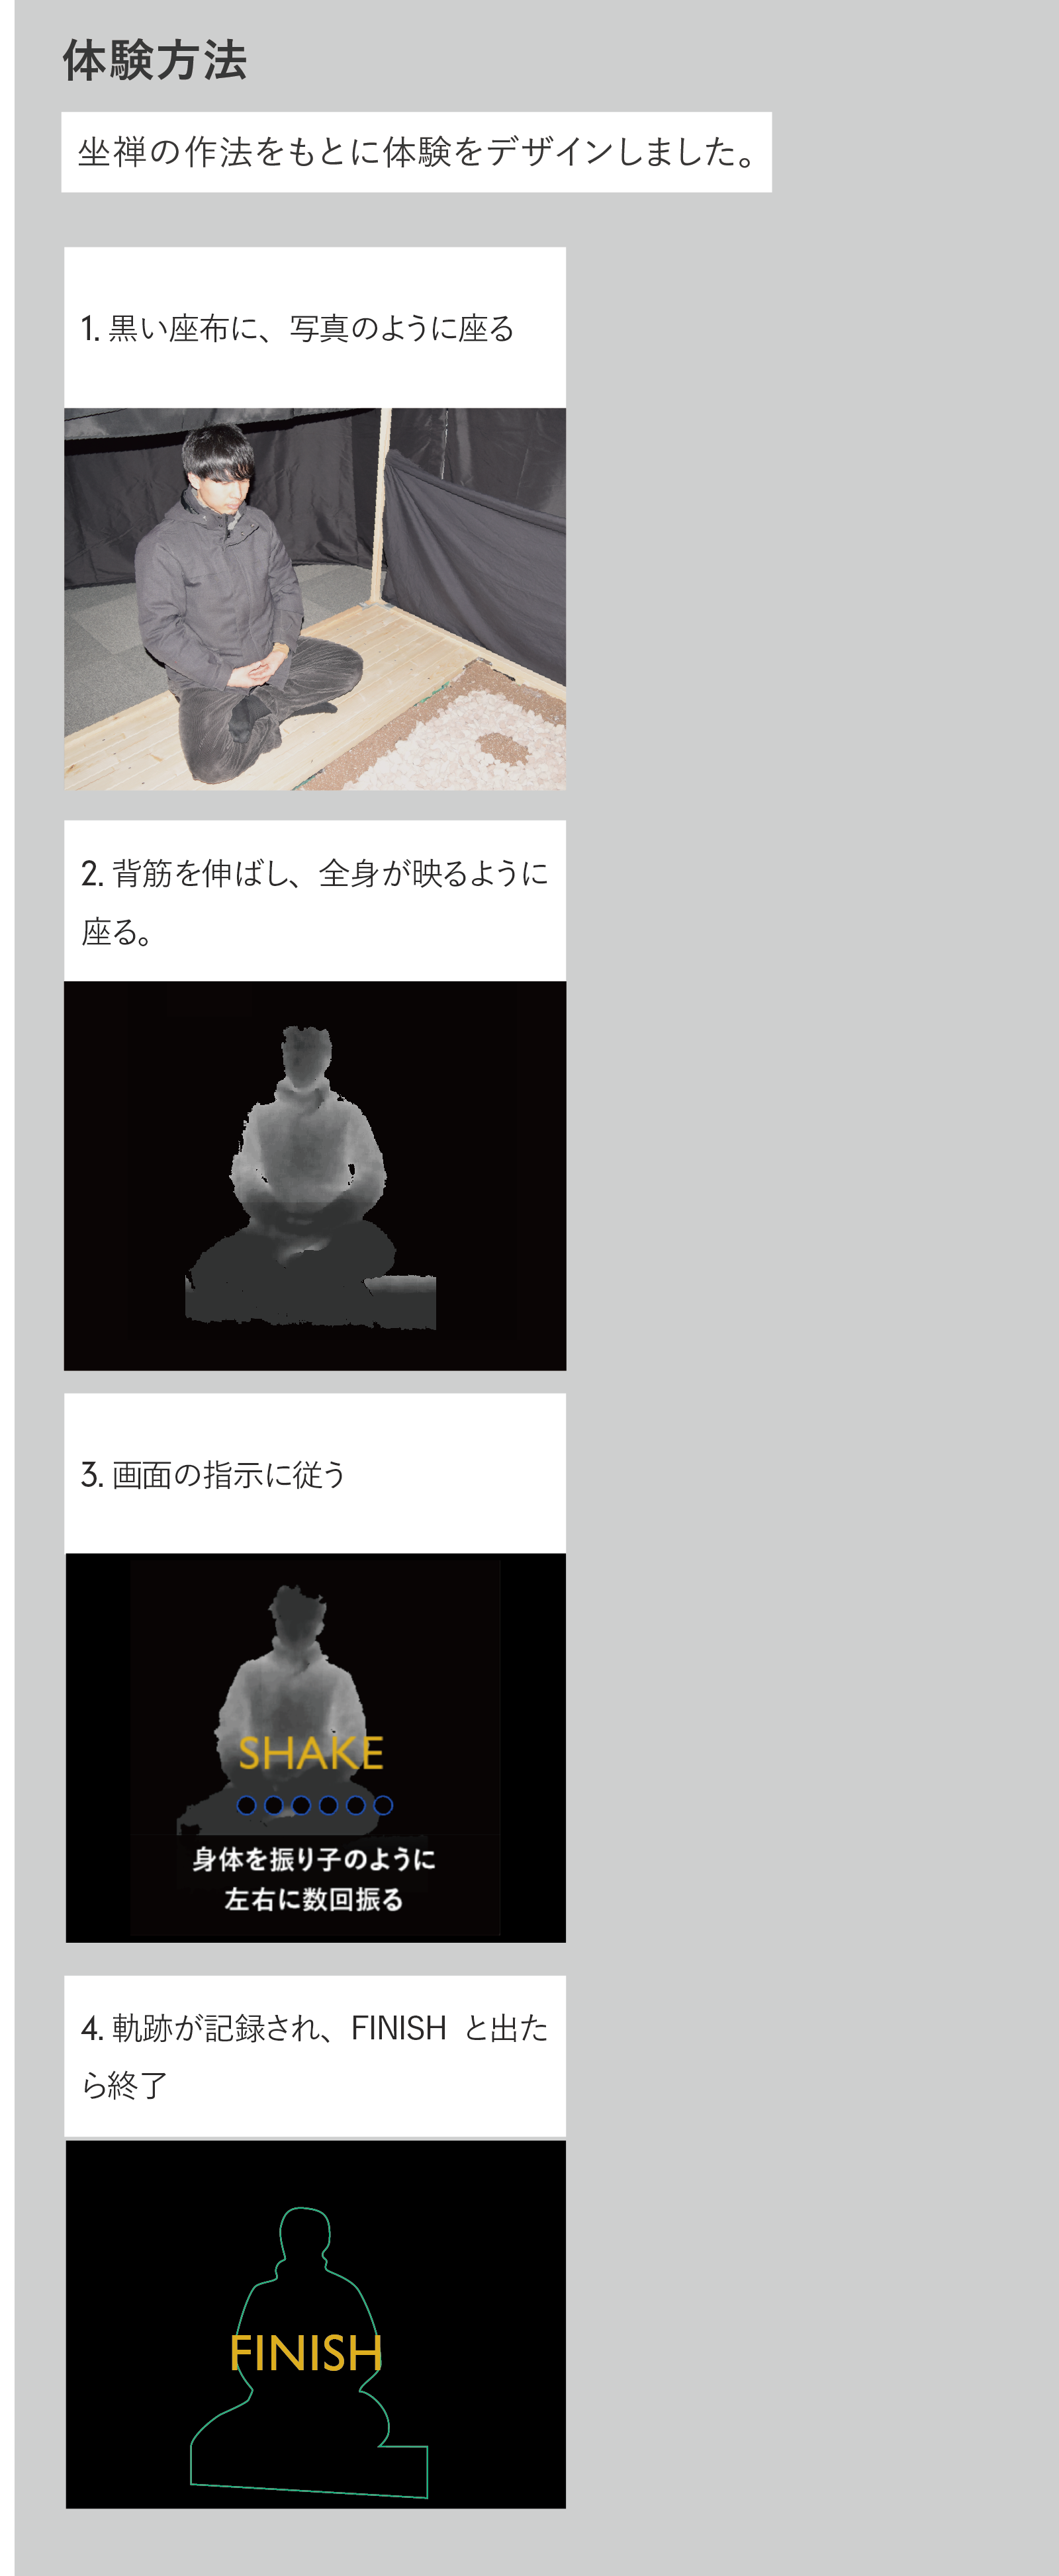 体験方法
坐禅の作法をもとに体験をデザインしました。
1. 黒い座布に、写真のように座る
2. 背筋を伸ばし、全身が映るように
座る。
3. 画面の指示に従う
SHAKE
身体を振り子のように
左右に数回振る
4. 軌跡が記録され、FINISH と出た
ら終了
FINISH